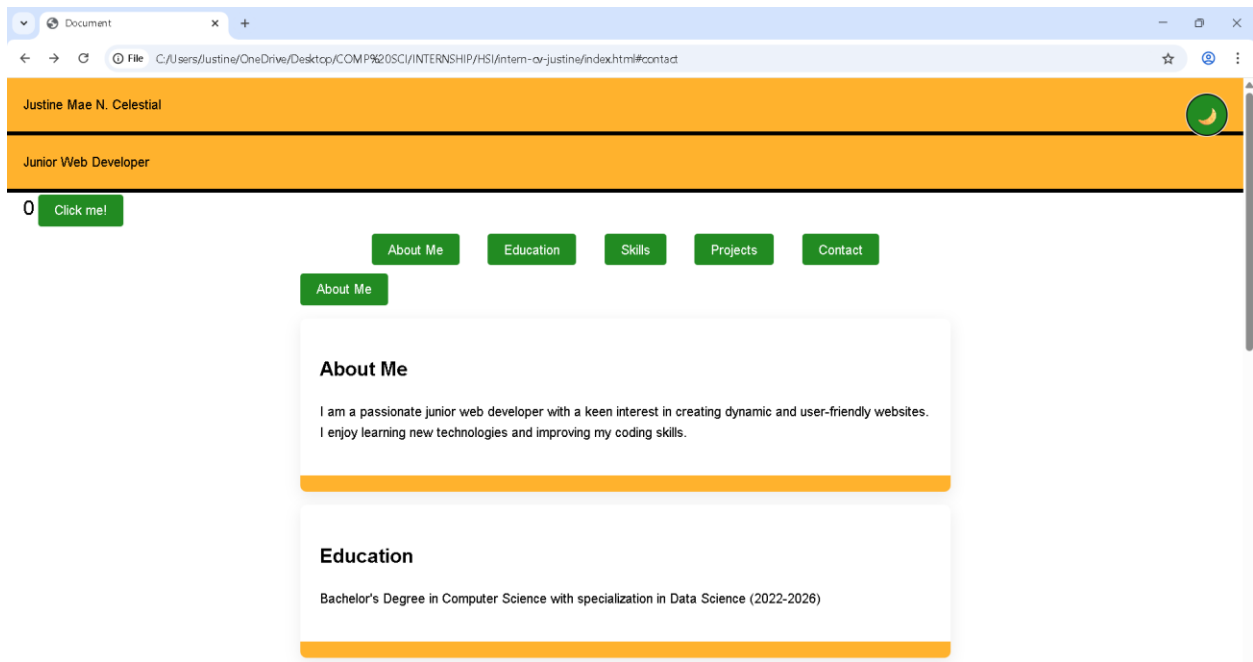 Document
File C:/Users/Justine/OneDrive/Desktop/COMP%20SCI/INTERNSHIP/HSI/intern-cv-justine/index.html#contact
Justine Mae N. Celestial
Junior Web Developer
0 Click me!
About Me Education Skills Projects Contact
About Me
About Me
I am a passionate junior web developer with a keen interest in creating dynamic and user-friendly websites.
I enjoy learning new technologies and improving my coding skills.
Education
Bachelor's Degree in Computer Science with specialization in Data Science (2022-2026)